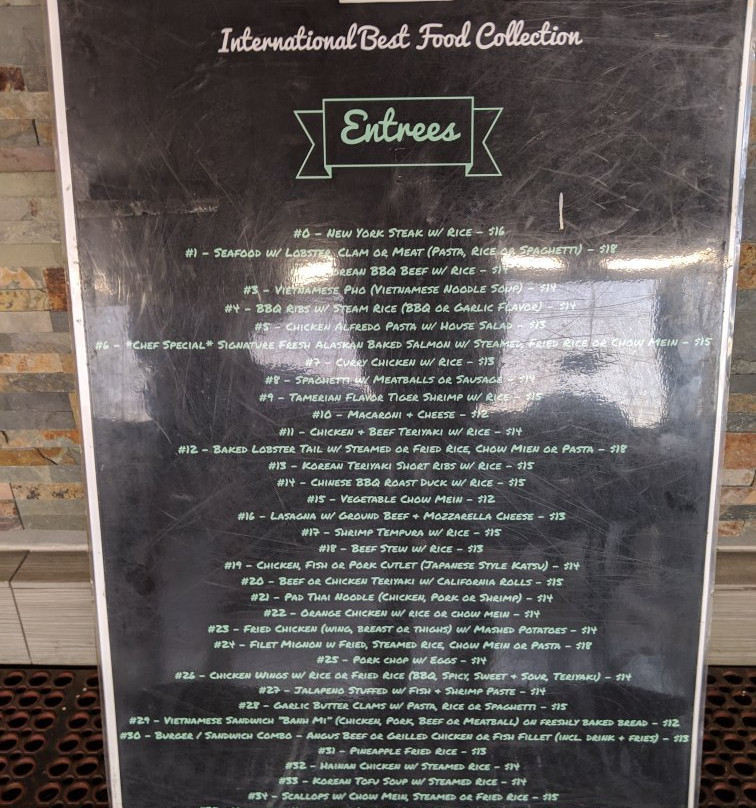 International Best Food Collection
Entrees
#0 - New York Steak w/ Rice - $16
#1 - Seafood w/ Lobster, Clam or Meat (Pasta, Rice or Spaghetti) - $18
Korean BBQ Beef w/ Rice -
#3 - Vietnamese Pho (Vietnamese Noodle Soup) - $14
#4 - BBQ Ribs w/ Steam Rice (BBQ or Garlic Flavor) - $14
#5 - Chicken Alfredo Pasta w/ House Salad - $13
#6 - *Chef Special* Signature Fresh Alaskan Baked Salmon w/ Steamed, Fried Rice or Chow Mein - $15
#7 - Curry Chicken w/ Rice - $13
#8 - Spaghetti w/ Meatballs or Sausage - $14
#9 - Tamerian Flavor Tiger Shrimp w/ Rice - $15
#10 - Macaroni + Cheese - $12
#11 - Chicken + Beef Teriyaki w/ Rice - $14
#12 - Baked Lobster Tail w/ Steamed or Fried Rice, Chow Mien or Pasta - $18
#13 - Korean Teriyaki Short Ribs w/ Rice - $15
#14 - Chinese BBQ Roast Duck w/ Rice - $15
#15 - Vegetable Chow Mein - $12
#16 - Lasagna w/ Ground Beef + Mozzarella Cheese - $13
#17 - Shrimp Tempura w/ Rice - $15
#18 - Beef Stew w/ Rice - $13
#19 - Chicken, Fish or Pork Cutlet (Japanese Style Katsu) - $14
#20 - Beef or Chicken Teriyaki w/ California Rolls - $15
#21 - Pad Thai Noodle (Chicken, Pork or Shrimp) - $14
#22 - Orange Chicken w/ rice or chow mein - $14
#23 - Fried Chicken (wing, breast or thighs) w/ Mashed Potatoes - $14
#24 - Filet Mignon w/ Fried, Steamed Rice, Chow Mein or Pasta - $18
#25 - Pork chop w/ Eggs - $14
#26 - Chicken Wings w/ Rice or Fried Rice (BBQ, Spicy, Sweet + Sour, Teriyaki) - $14
#27 - Jalapeno Stuffed w/ Fish + Shrimp Paste - $14
#28 - Garlic Butter Clams w/ Pasta, Rice or Spaghetti - $15
#29 - Vietnamese Sandwich "Banh Mi" (Chicken, Pork, Beef or Meatball) on freshly baked bread - $12
#30 - Burger / Sandwich Combo - Angus Beef or Grilled Chicken or Fish Fillet (incl. drink + fries) - $13
#31 - Pineapple Fried Rice - $13
#32 - Hainan Chicken w/ Steamed Rice - $14
#33 - Korean Tofu Soup w/ Steamed Rice - $14
#34 - Scallops w/ Chow Mein, Steamed or Fried Rice - $15